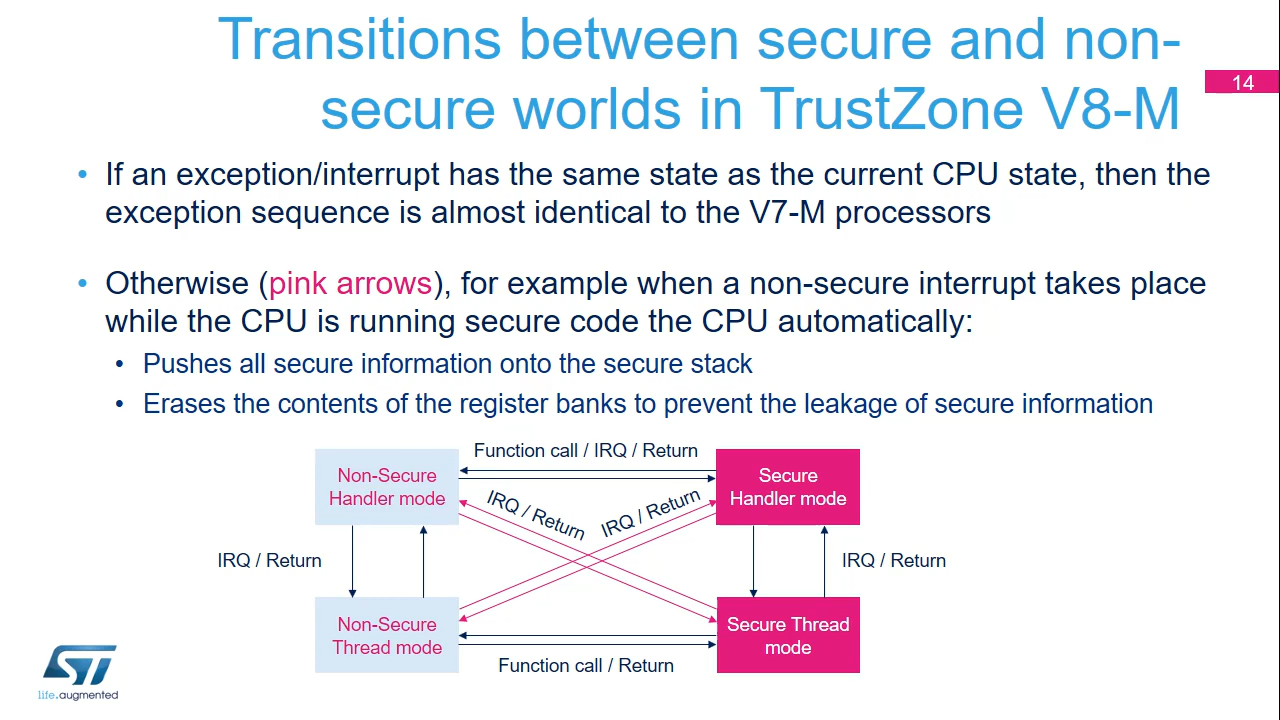 Transitions between secure and non-
secure worlds in TrustZone V8-M
14
• If an exception/interrupt has the same state as the current CPU state, then the
exception sequence is almost identical to the V7-M processors
• Otherwise (pink arrows), for example when a non-secure interrupt takes place
while the CPU is running secure code the CPU automatically:
• Pushes all secure information onto the secure stack
• Erases the contents of the register banks to prevent the leakage of secure information
Function call / IRQ / Return
Non-Secure
Handler mode
Secure
Handler mode
IRQ / Return
IRQ / Return
IRQ / Return
IRQ / Return
Non-Secure
Thread mode
Secure Thread
mode
Function call / Return
ST
life.augmented